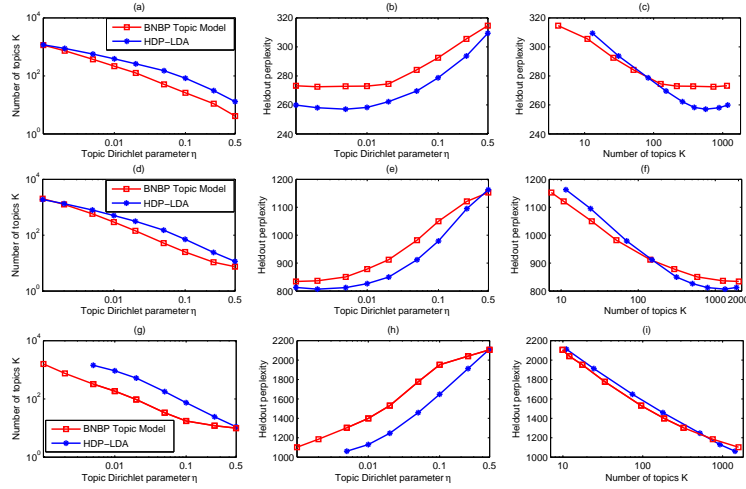 (a)
10^4
10^2
10^0
Number of topics K
BNBP Topic Model
HDP-LDA
0.01 0.1 0.5
Topic Dirichlet parameter η
(b)
320
300
280
260
240
Heldout perplexity
0.01 0.1 0.5
Topic Dirichlet parameter η
(c)
320
300
280
260
240
Heldout perplexity
10 100 1000
Number of topics K
(d)
10^4
10^2
10^0
Number of topics K
BNBP Topic Model
HDP-LDA
0.01 0.1 0.5
Topic Dirichlet parameter η
(e)
1100
1000
900
800
Heldout perplexity
0.01 0.1 0.5
Topic Dirichlet parameter η
(f)
1100
1000
900
800
Heldout perplexity
10 100 1000 2000
Number of topics K
(g)
10^4
10^2
10^0
Number of topics K
BNBP Topic Model
HDP-LDA
0.01 0.1 0.5
Topic Dirichlet parameter η
(h)
2200
2000
1800
1600
1400
1200
1000
Heldout perplexity
0.01 0.1 0.5
Topic Dirichlet parameter η
(i)
2200
2000
1800
1600
1400
1200
1000
Heldout perplexity
10 100 1000
Number of topics K